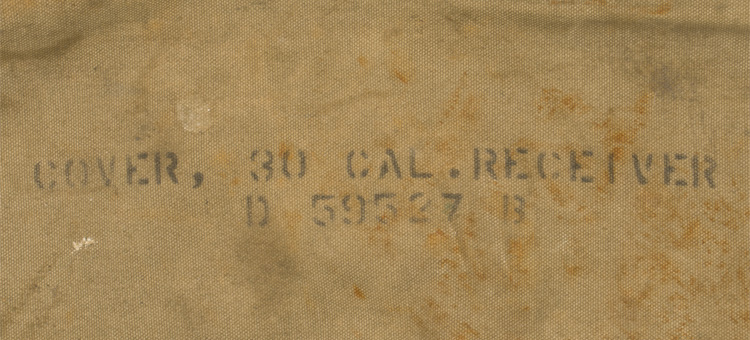 COVER, 30 CAL. RECEIVER
D 59527 B